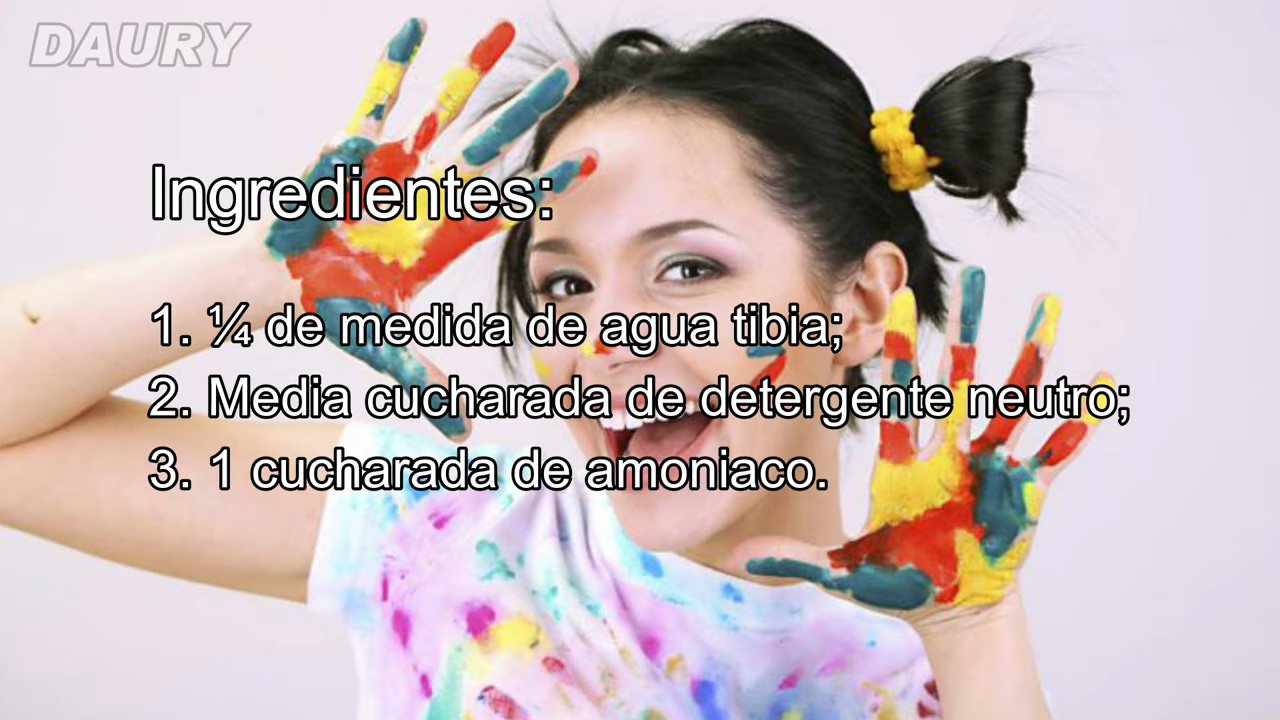 DAURY
Ingredientes:
1. ¼ de medida de agua tibia;
2. Media cucharada de detergente neutro;
3. 1 cucharada de amoniaco.